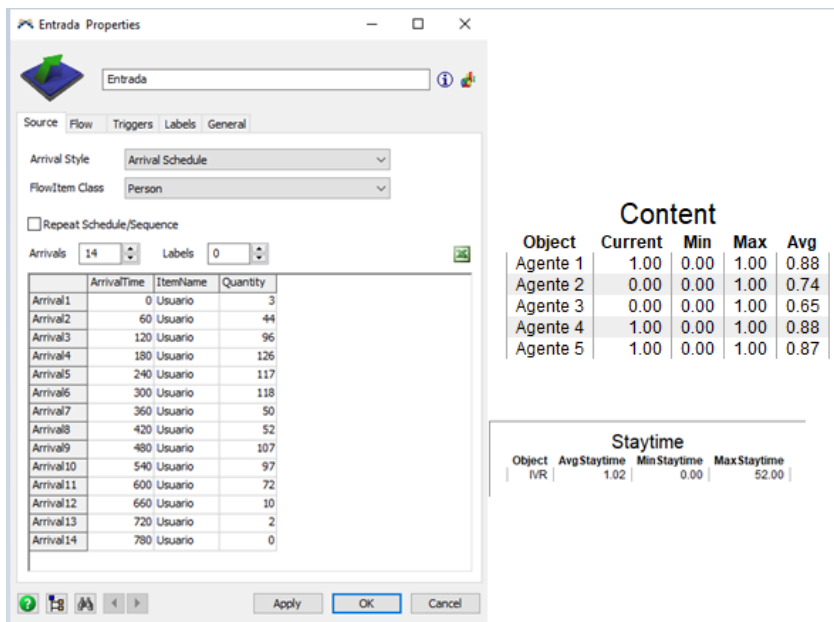 Entrada Properties
Entrada
Source Flow Triggers Labels General
Arrival Style Arrival Schedule
FlowItem Class Person
Repeat Schedule/Sequence
Arrivals 14 Labels 0
ArrivalTime ItemName Quantity
Arrival1 0 Usuario 3
Arrival2 60 Usuario 44
Arrival3 120 Usuario 96
Arrival4 180 Usuario 126
Arrival5 240 Usuario 117
Arrival6 300 Usuario 118
Arrival7 360 Usuario 50
Arrival8 420 Usuario 52
Arrival9 480 Usuario 107
Arrival10 540 Usuario 97
Arrival11 600 Usuario 72
Arrival12 660 Usuario 10
Arrival13 720 Usuario 2
Arrival14 780 Usuario 0
Apply OK Cancel
Content
Object Current Min Max Avg
Agente 1 1.00 0.00 1.00 0.88
Agente 2 0.00 0.00 1.00 0.74
Agente 3 0.00 0.00 1.00 0.65
Agente 4 1.00 0.00 1.00 0.88
Agente 5 1.00 0.00 1.00 0.87
Staytime
Object AvgStaytime MinStaytime MaxStaytime
IVR 1.02 0.00 52.00